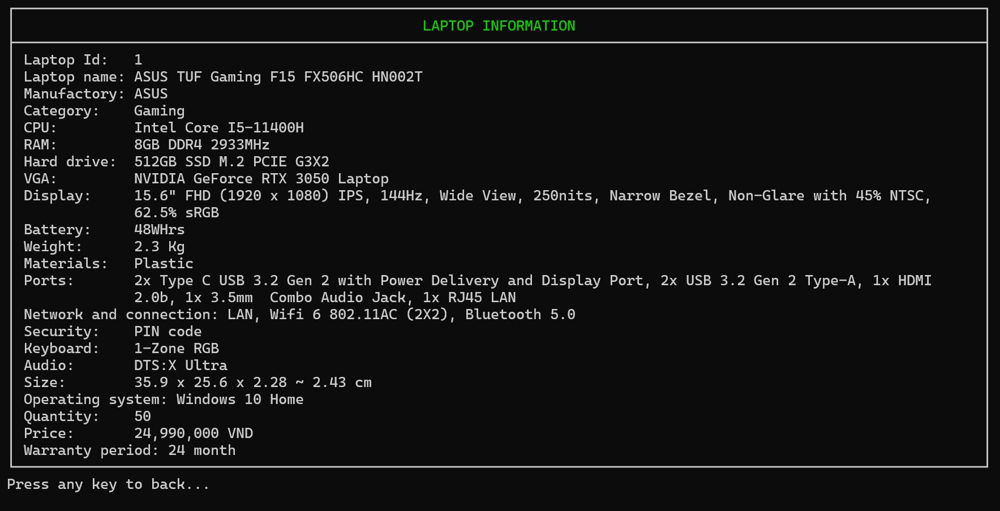 LAPTOP INFORMATION
Laptop Id: 1
Laptop name: ASUS TUF Gaming F15 FX506HC HN002T
Manufactory: ASUS
Category: Gaming
CPU: Intel Core I5-11400H
RAM: 8GB DDR4 2933MHz
Hard drive: 512GB SSD M.2 PCIE G3X2
VGA: NVIDIA GeForce RTX 3050 Laptop
Display: 15.6" FHD (1920 x 1080) IPS, 144Hz, Wide View, 250nits, Narrow Bezel, Non-Glare with 45% NTSC,
62.5% sRGB
Battery: 48WHrs
Weight: 2.3 Kg
Materials: Plastic
Ports: 2x Type C USB 3.2 Gen 2 with Power Delivery and Display Port, 2x USB 3.2 Gen 2 Type-A, 1x HDMI
2.0b, 1x 3.5mm  Combo Audio Jack, 1x RJ45 LAN
Network and connection: LAN, Wifi 6 802.11AC (2X2), Bluetooth 5.0
Security: PIN code
Keyboard: 1-Zone RGB
Audio: DTS:X Ultra
Size: 35.9 x 25.6 x 2.28 ~ 2.43 cm
Operating system: Windows 10 Home
Quantity: 50
Price: 24,990,000 VND
Warranty period: 24 month
Press any key to back...